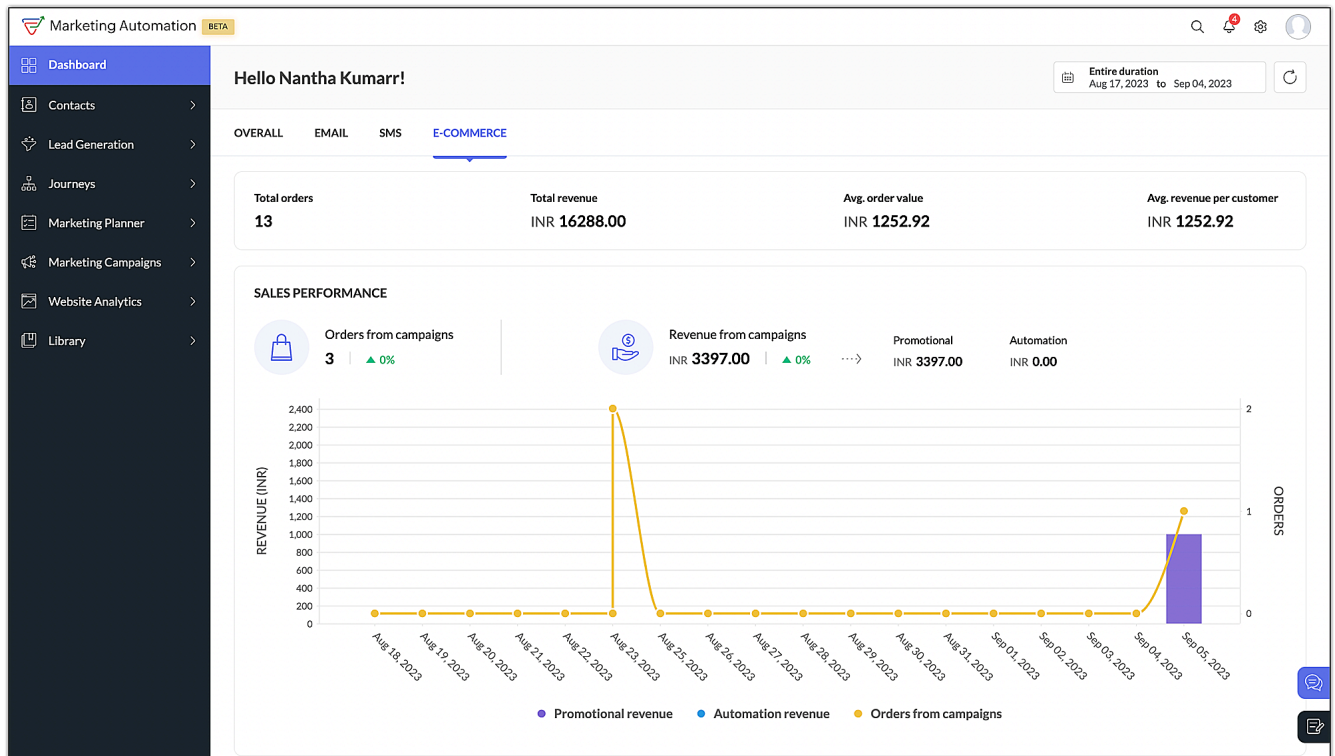 Marketing Automation BETA
4
Dashboard
Contacts
Lead Generation
Journeys
Marketing Planner
Marketing Campaigns
Website Analytics
Library
Hello Nantha Kumarr!
Entire duration
Aug 17, 2023 to Sep 04, 2023
OVERALL EMAIL SMS E-COMMERCE
Total orders
13
Total revenue
INR 16288.00
Avg. order value
INR 1252.92
Avg. revenue per customer
INR 1252.92
SALES PERFORMANCE
Orders from campaigns
3 0%
Revenue from campaigns
INR 3397.00 0%
Promotional
INR 3397.00
Automation
INR 0.00
REVENUE (INR)
2,400
2,200
2,000
1,800
1,600
1,400
1,200
1,000
800
600
400
200
0
2
1
0
ORDERS
Aug 18, 2023
Aug 19, 2023
Aug 20, 2023
Aug 21, 2023
Aug 22, 2023
Aug 23, 2023
Aug 25, 2023
Aug 26, 2023
Aug 27, 2023
Aug 28, 2023
Aug 29, 2023
Aug 30, 2023
Aug 31, 2023
Sep 01, 2023
Sep 02, 2023
Sep 03, 2023
Sep 04, 2023
Sep 05, 2023
Promotional revenue Automation revenue Orders from campaigns